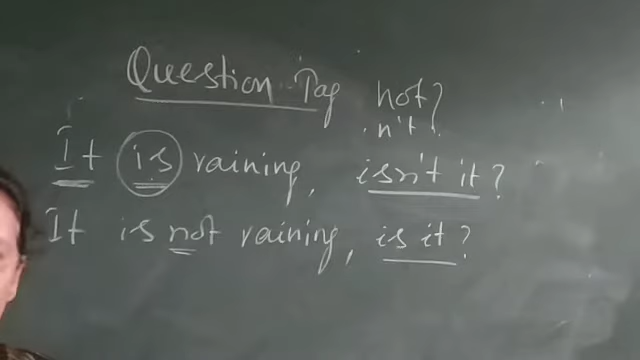 Question Tag not?
n't?
It is raining, isn't it?
It is not raining, is it?